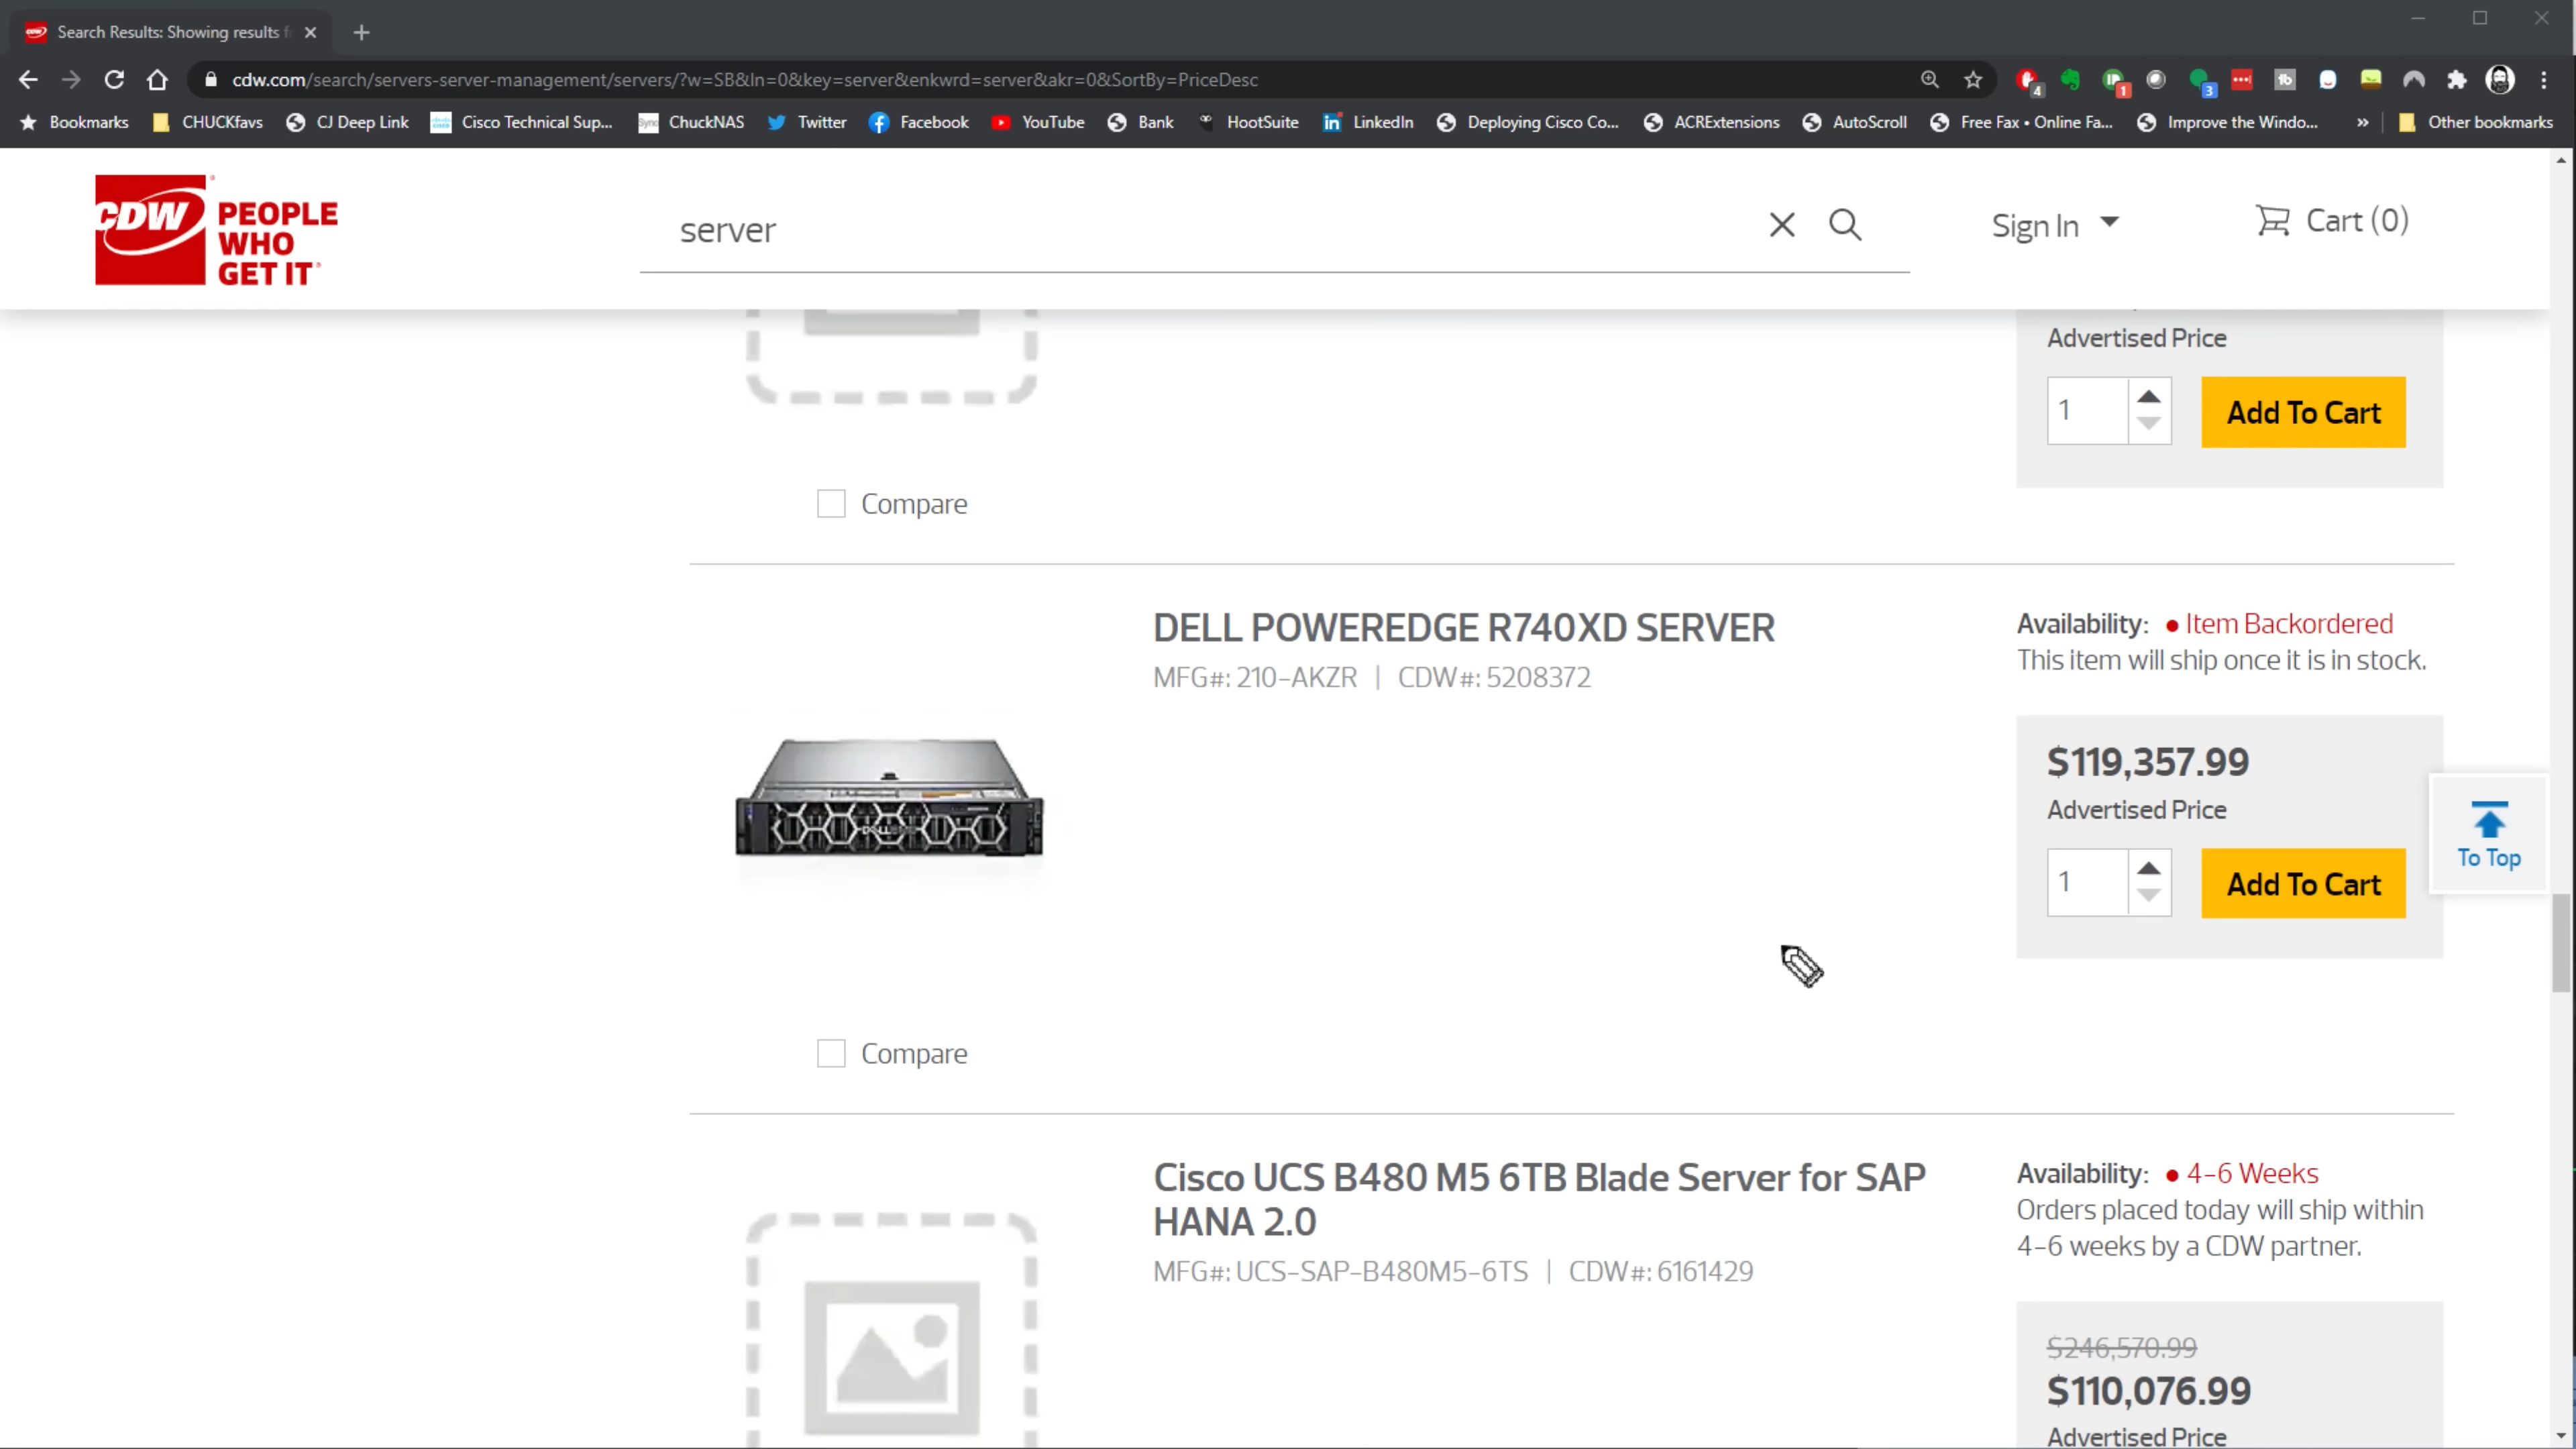 Search Results: Showing results f
cdw.com/search/servers-server-management/servers/?w=SB&ln=0&key=server&enkwrd=server&akr=0&SortBy=PriceDesc
4
1
3
Bookmarks
CHUCKfavs
CJ Deep Link
Cisco Technical Sup...
ChuckNAS
Twitter
Facebook
YouTube
Bank
HootSuite
LinkedIn
Deploying Cisco Co...
ACRExtensions
AutoScroll
Free Fax • Online Fa...
Improve the Windo...
»
Other bookmarks
CDW
PEOPLE
WHO
GET IT
server
Sign In
Cart (0)
Advertised Price
1
Add To Cart
Compare
DELL POWEREDGE R740XD SERVER
MFG#: 210-AKZR | CDW#: 5208372
Availability: • Item Backordered
This item will ship once it is in stock.
$119,357.99
Advertised Price
1
Add To Cart
To Top
Compare
Cisco UCS B480 M5 6TB Blade Server for SAP
HANA 2.0
MFG#: UCS-SAP-B480M5-6TS | CDW#: 6161429
Availability: • 4-6 Weeks
Orders placed today will ship within
4-6 weeks by a CDW partner.
$246,570.99
$110,076.99
Advertised Price